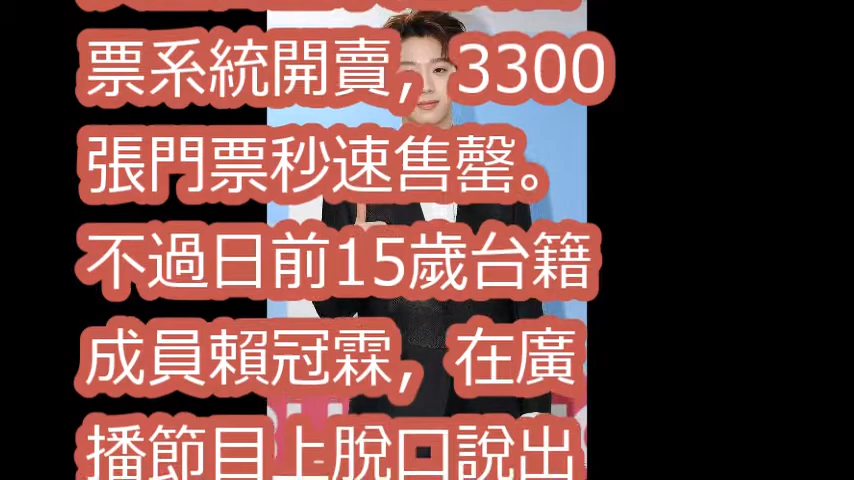 票系統開賣，3300
張門票秒速售罄。
不過日前15歲台籍
成員賴冠霖，在廣
播節目上脫口說出